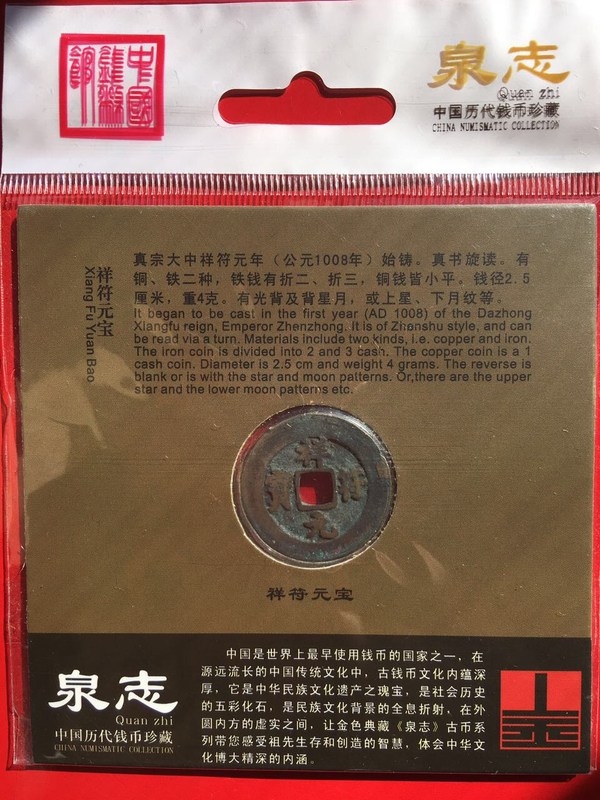 中國
錢幣
館
泉志
Quan zhi
中国历代钱币珍藏
CHINA NUMISMATIC COLLECTION
祥符元宝
Xiang Fu Yuan Bao
真宗大中祥符元年（公元1008年）始铸。真书旋读。有
铜、铁二种，铁钱有折二、折三，铜钱皆小平。钱径2.5
厘米，重4克。有光背及背星月，或上星、下月纹等。
It began to be cast in the first year (AD 1008) of the Dazhong
Xiangfu reign, Emperor Zhenzhong. It is of Zhenshu style, and can
be read via a turn. Materials include two kinds, i.e. copper and iron.
The iron coin is divided into 2 and 3 cash. The copper coin is a 1
cash coin. Diameter is 2.5 cm and weight 4 grams. The reverse is
blank or is with the star and moon patterns. Or,there are the upper
star and the lower moon patterns etc.
祥符元寳
祥符元宝
泉志
Quan zhi
中国历代钱币珍藏
CHINA NUMISMATIC COLLECTION
中国是世界上最早使用钱币的国家之一，在
源远流长的中国传统文化中，古钱币文化内蕴深
厚，它是中华民族文化遗产之瑰宝，是社会历史
的五彩化石，是民族文化背景的全息折射，在外
圆内方的虚实之间，让金色典藏《泉志》古币系
列带您感受祖先生存和创造的智慧，体会中华文
化博大精深的内涵。